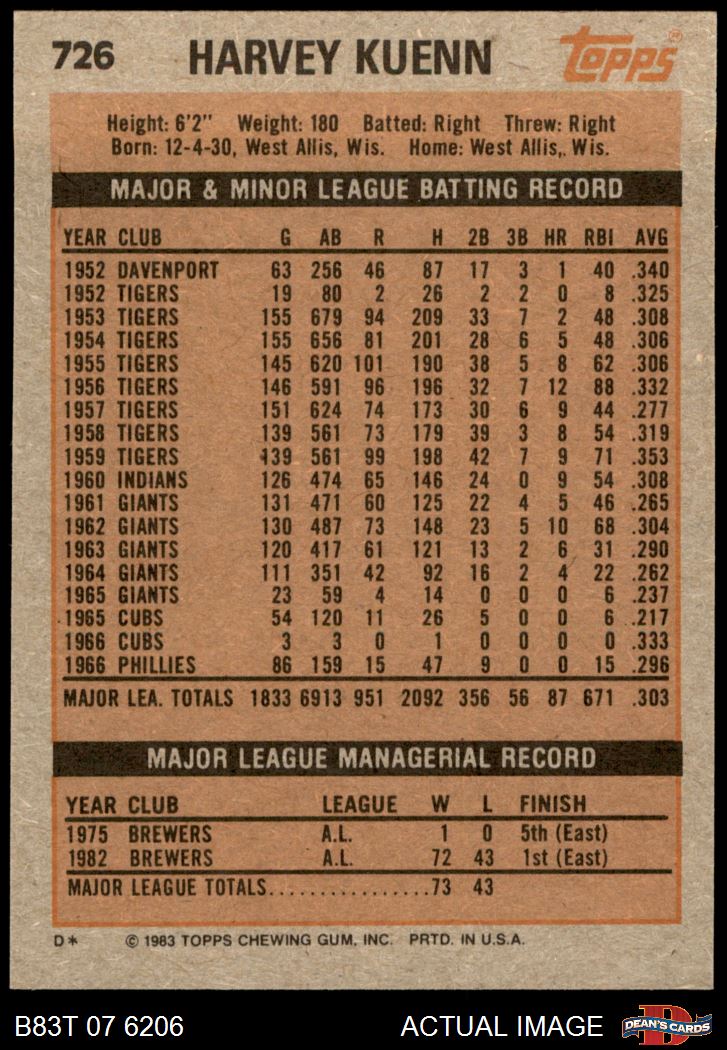 726 HARVEY KUENN TOPPS
Height: 6'2" Weight: 180 Batted: Right Threw: Right
Born: 12-4-30, West Allis, Wis. Home: West Allis,. Wis.
MAJOR & MINOR LEAGUE BATTING RECORD
YEAR CLUB G AB R H 2B 3B HR RBI AVG
1952 DAVENPORT 63 256 46 87 17 3 1 40 .340
1952 TIGERS 19 80 2 26 2 2 0 8 .325
1953 TIGERS 155 679 94 209 33 7 2 48 .308
1954 TIGERS 155 656 81 201 28 6 5 48 .306
1955 TIGERS 145 620 101 190 38 5 8 62 .306
1956 TIGERS 146 591 96 196 32 7 12 88 .332
1957 TIGERS 151 624 74 173 30 6 9 44 .277
1958 TIGERS 139 561 73 179 39 3 8 54 .319
1959 TIGERS 139 561 99 198 42 7 9 71 .353
1960 INDIANS 126 474 65 146 24 0 9 54 .308
1961 GIANTS 131 471 60 125 22 4 5 46 .265
1962 GIANTS 130 487 73 148 23 5 10 68 .304
1963 GIANTS 120 417 61 121 13 2 6 31 .290
1964 GIANTS 111 351 42 92 16 2 4 22 .262
1965 GIANTS 23 59 4 14 0 0 0 6 .237
1965 CUBS 54 120 11 26 5 0 0 6 .217
1966 CUBS 3 3 0 1 0 0 0 0 .333
1966 PHILLIES 86 159 15 47 9 0 0 15 .296
MAJOR LEA. TOTALS 1833 6913 951 2092 356 56 87 671 .303
MAJOR LEAGUE MANAGERIAL RECORD
YEAR CLUB LEAGUE W L FINISH
1975 BREWERS A.L. 1 0 5th (East)
1982 BREWERS A.L. 72 43 1st (East)
MAJOR LEAGUE TOTALS................73 43
D* © 1983 TOPPS CHEWING GUM, INC. PRTD. IN U.S.A.
B83T 07 6206 ACTUAL IMAGE D DEAN'S CARDS